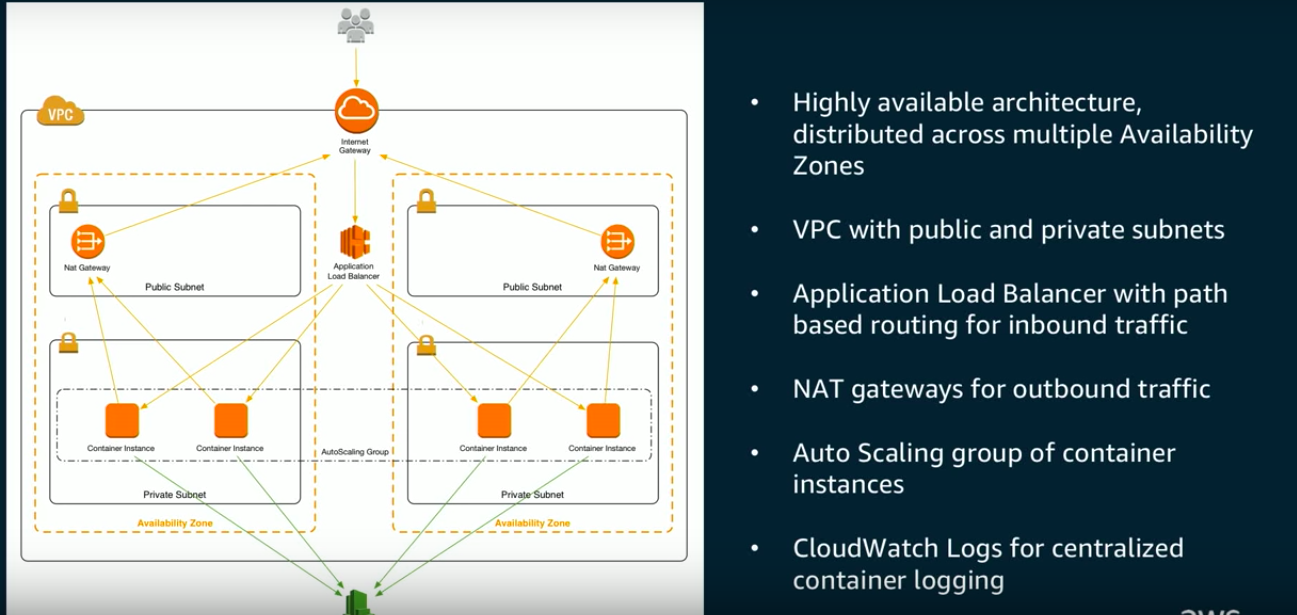 VPC
Internet
Gateway
Nat Gateway
Public Subnet
Application
Load Balancer
Nat Gateway
Public Subnet
Container Instance
Container Instance
AutoScaling Group
Container Instance
Container Instance
Private Subnet
Private Subnet
Availability Zone
Availability Zone
• Highly available architecture,
distributed across multiple Availability
Zones
• VPC with public and private subnets
• Application Load Balancer with path
based routing for inbound traffic
• NAT gateways for outbound traffic
• Auto Scaling group of container
instances
• CloudWatch Logs for centralized
container logging
aws